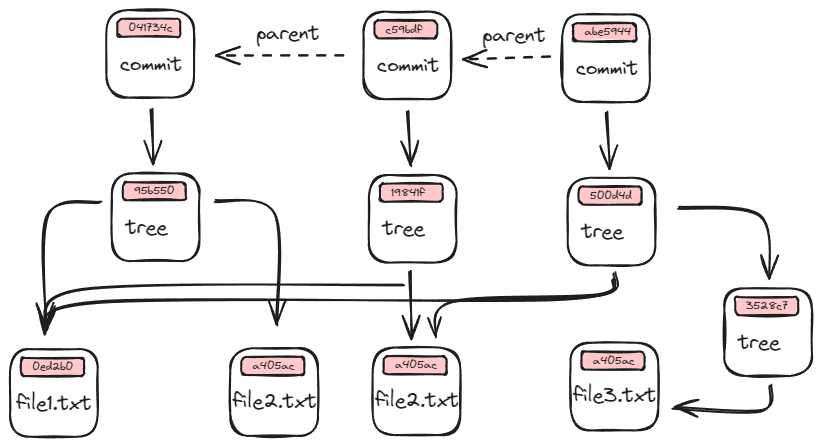 041734c
commit
parent
c59bdf
commit
parent
abe5944
commit
95b550
tree
19841f
tree
500d4d
tree
3528c7
tree
0ed2b0
file1.txt
a405ac
file2.txt
a405ac
file2.txt
a405ac
file3.txt